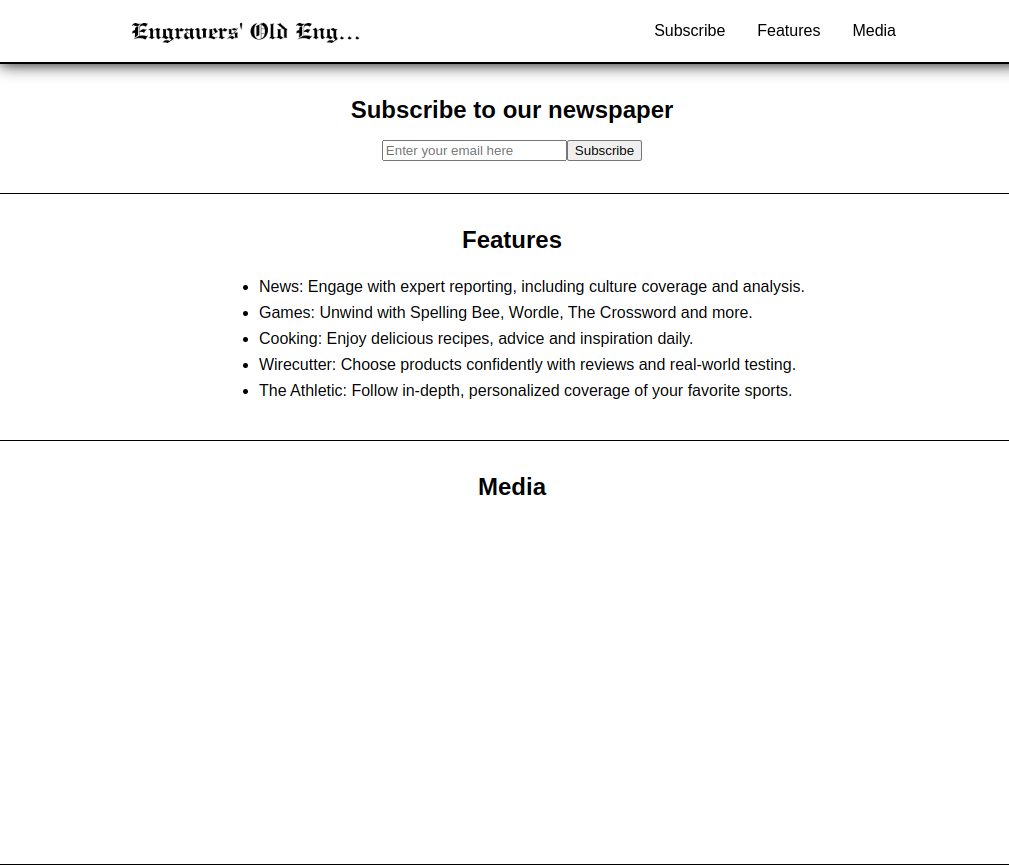 Engravers' Old Eng...
Subscribe Features Media
Subscribe to our newspaper
Enter your email here Subscribe
Features
• News: Engage with expert reporting, including culture coverage and analysis.
• Games: Unwind with Spelling Bee, Wordle, The Crossword and more.
• Cooking: Enjoy delicious recipes, advice and inspiration daily.
• Wirecutter: Choose products confidently with reviews and real-world testing.
• The Athletic: Follow in-depth, personalized coverage of your favorite sports.
Media